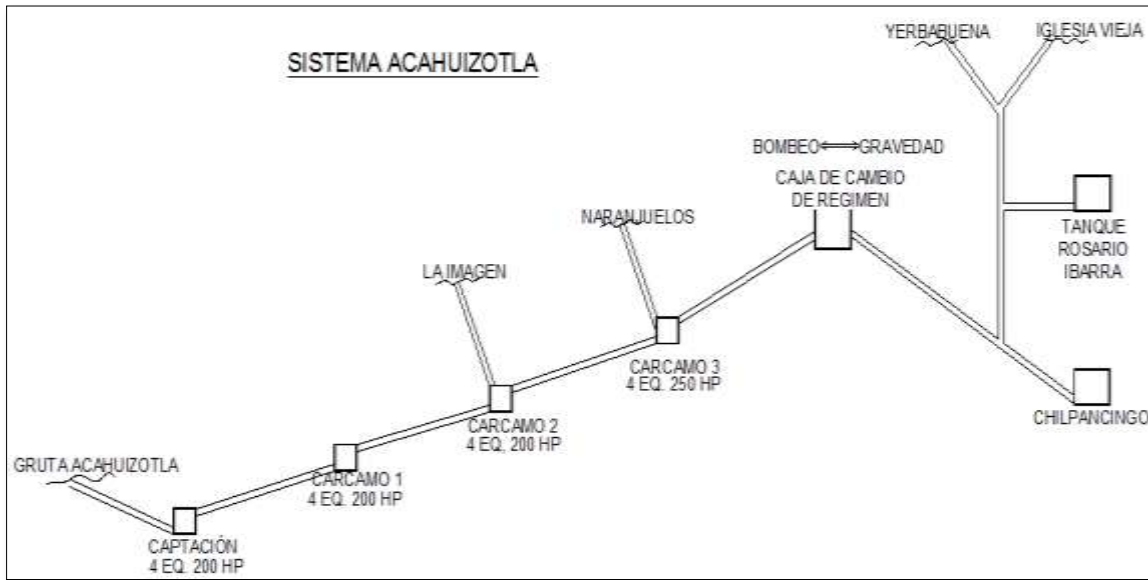 SISTEMA ACAHUIZOTLA
YERBABUENA
IGLESIA VIEJA
BOMBEO
GRAVEDAD
CAJA DE CAMBIO
DE REGIMEN
NARANJUELOS
LA IMAGEN
TANQUE
ROSARIO
IBARRA
CARCAMO 3
4 EQ. 250 HP
CHILPANCINGO
CARCAMO 2
4 EQ, 200 HP
GRUTA ACAHUIZOTLA
CARCAMO 1
4 EQ. 200 HP
CAPTACIÓN
4 EQ. 200 HP